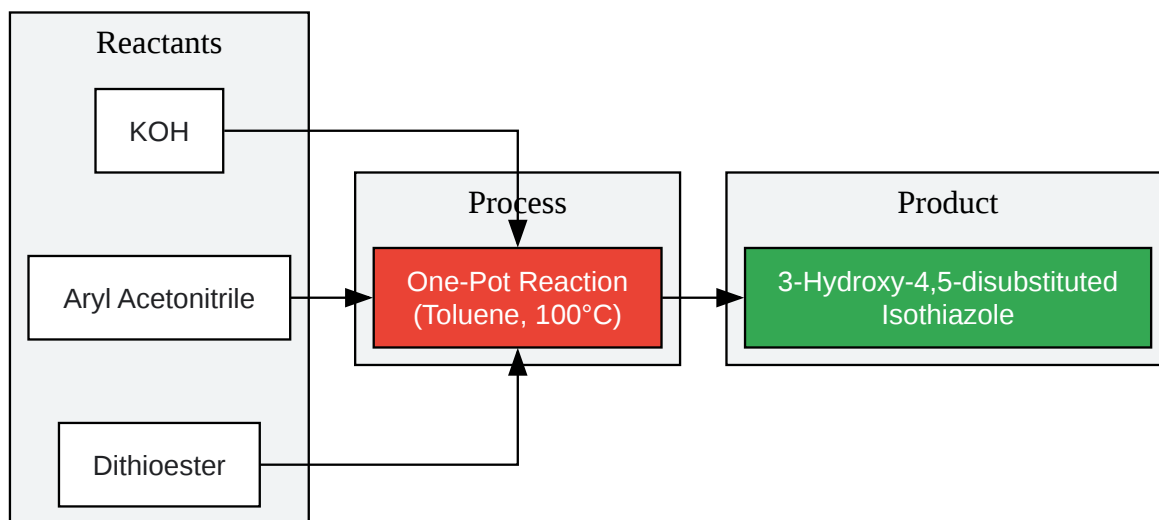 Reactants
KOH
Aryl Acetonitrile
Dithioester
Process
One-Pot Reaction
(Toluene, 100°C)
Product
3-Hydroxy-4,5-disubstituted
Isothiazole